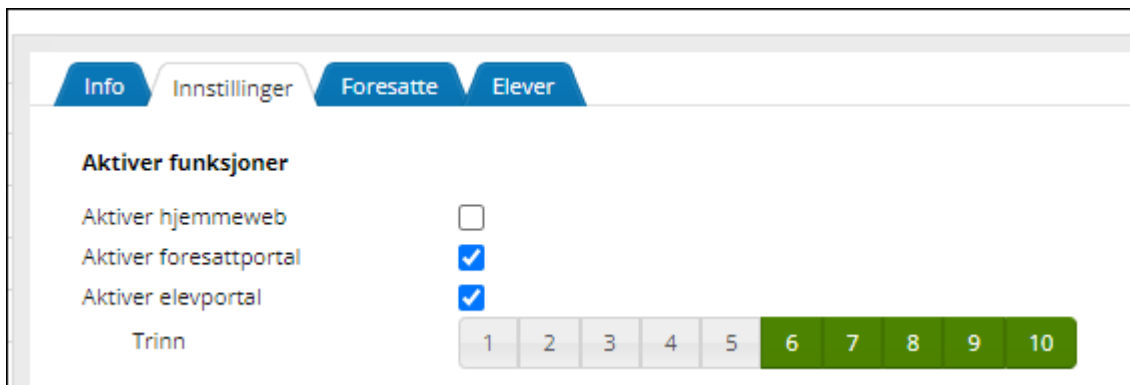 Info Innstillinger Foresatte Elever
Aktiver funksjoner
Aktiver hjemmeweb
Aktiver foresattportal
Aktiver elevportal
Trinn 1 2 3 4 5 6 7 8 9 10